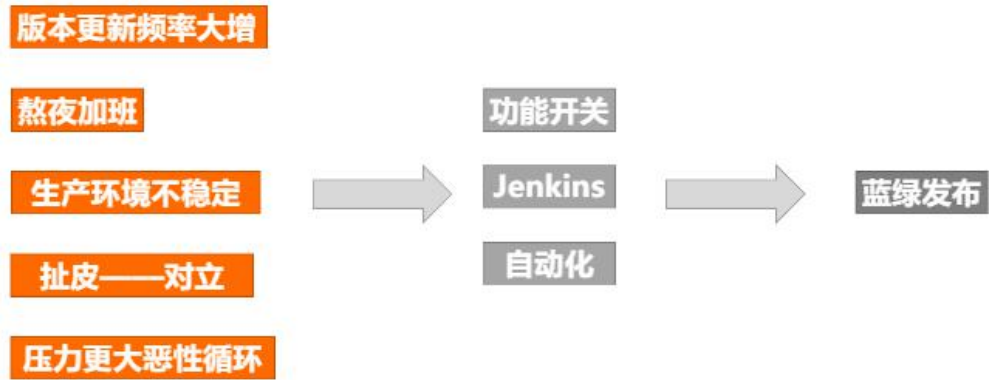 版本更新频率大增
熬夜加班
生产环境不稳定
扯皮——对立
压力更大恶性循环
功能开关
Jenkins
自动化
蓝绿发布